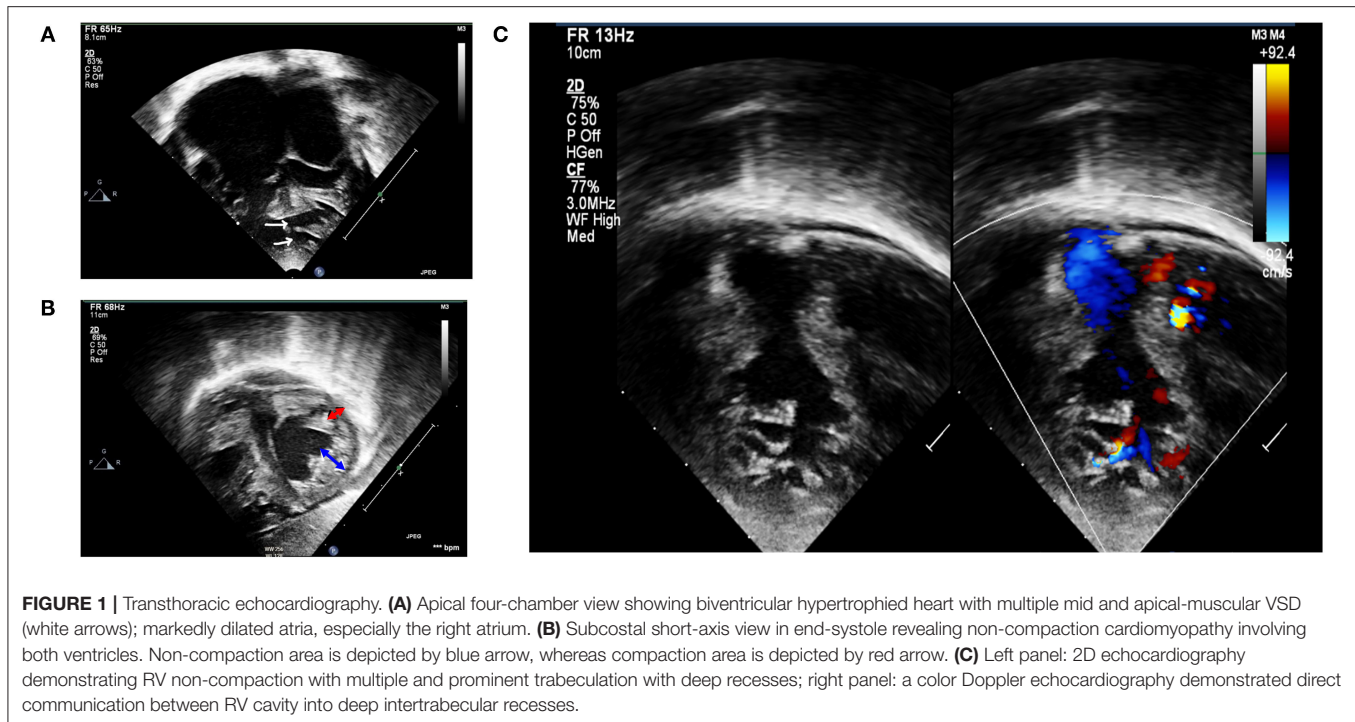 A
FR 65Hz
8.1cm
2D
63%
C 50
P Off
Res
M3
G
P R
JPEG
B
FR 68Hz
11cm
2D
69%
C 50
P Off
Res
M3
G
P R
JPEG
*** bpm
C
FR 13Hz
10cm
2D
75%
C 50
P Off
HGen
CF
77%
3.0MHz
WF High
Med
M3 M4
+92.4
-92.4
cm/s
FIGURE 1 | Transthoracic echocardiography. (A) Apical four-chamber view showing biventricular hypertrophied heart with multiple mid and apical-muscular VSD
(white arrows); markedly dilated atria, especially the right atrium. (B) Subcostal short-axis view in end-systole revealing non-compaction cardiomyopathy involving
both ventricles. Non-compaction area is depicted by blue arrow, whereas compaction area is depicted by red arrow. (C) Left panel: 2D echocardiography
demonstrating RV non-compaction with multiple and prominent trabeculation with deep recesses; right panel: a color Doppler echocardiography demonstrated direct
communication between RV cavity into deep intertrabecular recesses.